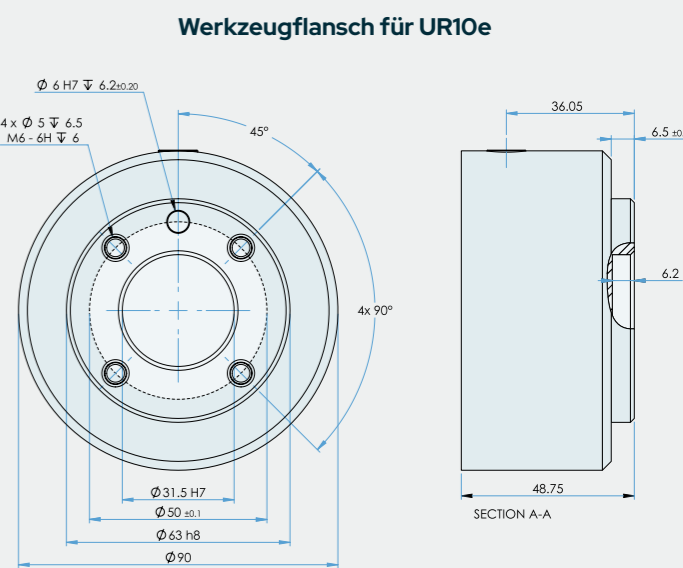 Werkzeugflansch für UR10e
Ø 6 H7 ↧ 6.2±0.20
4 x Ø 5 ↧ 6.5
M6 - 6H ↧ 6
45°
4x 90°
Ø31.5 H7
Ø50 ±0.1
Ø63 h8
Ø90
36.05
6.5 ±0.
6.2
48.75
SECTION A-A